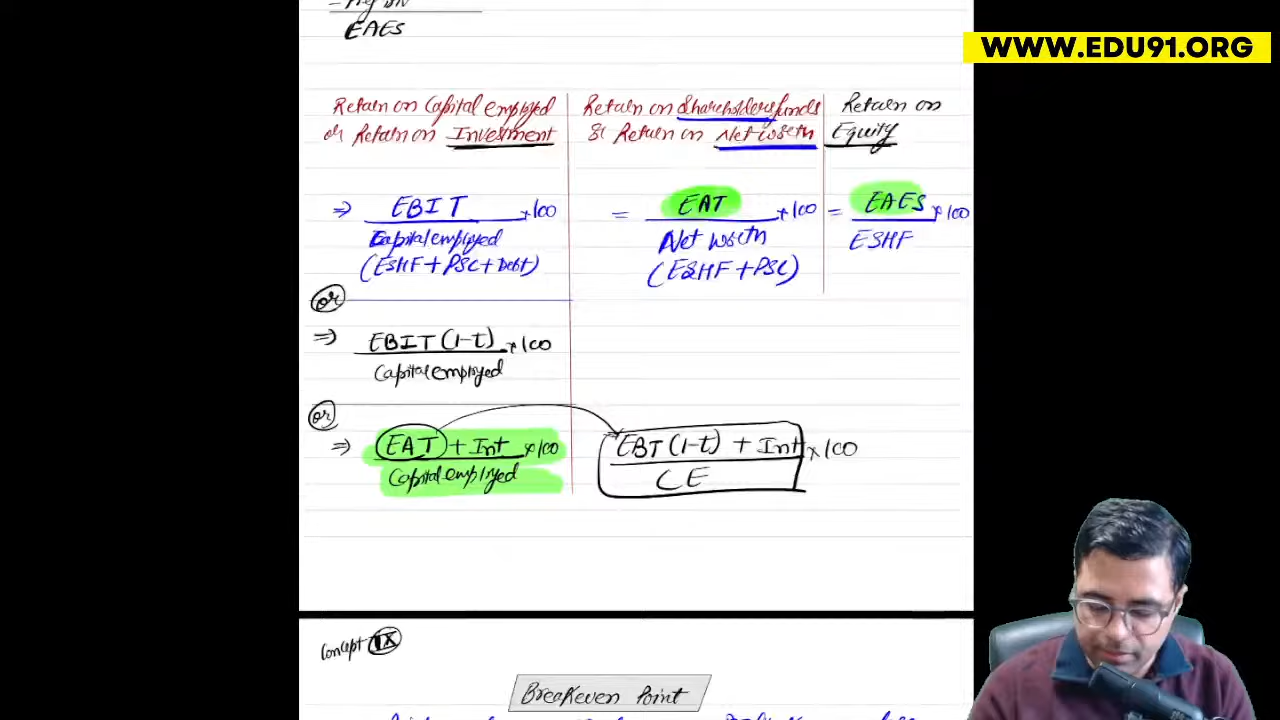 EAES
WWW.EDU91.ORG
Return on Capital employed
or Return on Investment
⇒ EBIT ×100
Capital employed
(ESHF + PSC + Debt)
or
⇒ EBIT (1-t) ×100
Capital employed
or
⇒ EAT + Int ×100
Capital employed
Return on Shareholders funds
or Return on Net worth
= EAT ×100
Net worth
(ESHF + PSC)
EBT (1-t) + Int ×100
CE
Return on
Equity
= EAES ×100
ESHF
Concept IX
Breakeven Point